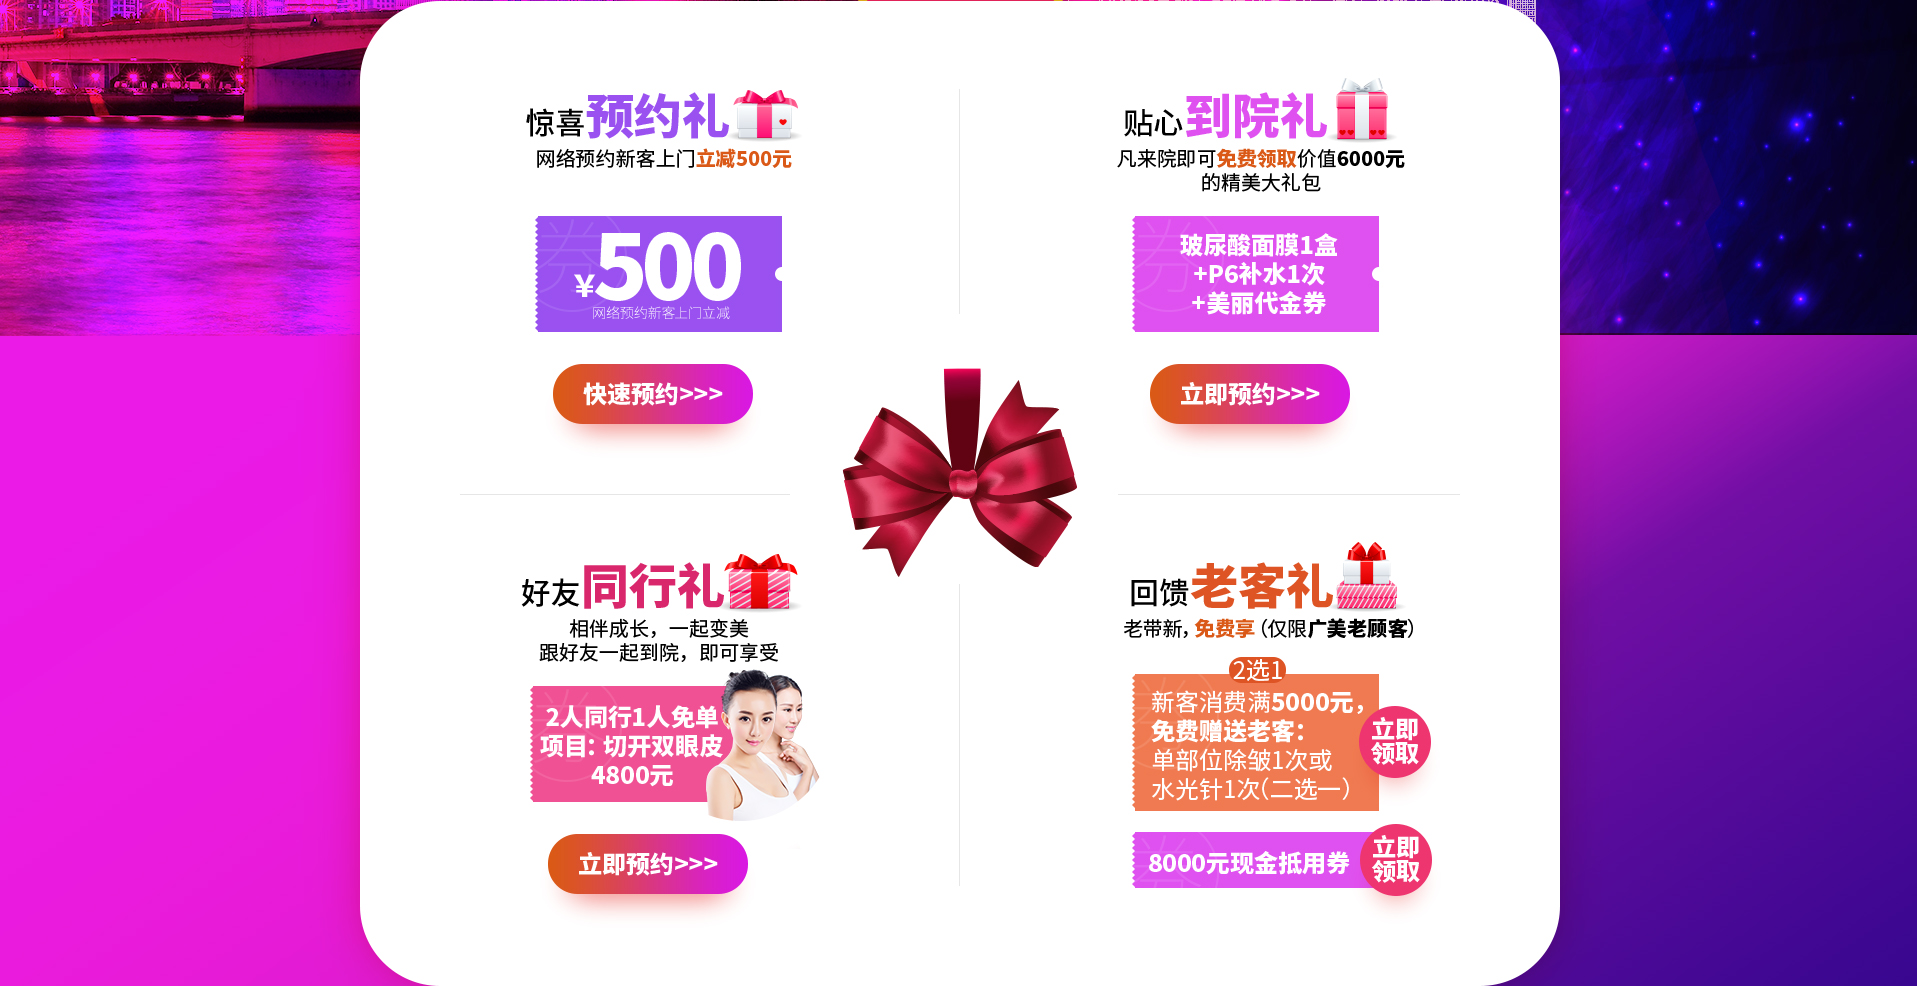 惊喜预约礼
网络预约新客上门立减500元
¥500
网络预约新客上门立减
快速预约>>>
贴心到院礼
凡来院即可免费领取价值6000元
的精美大礼包
玻尿酸面膜1盒
+P6补水1次
+美丽代金券
立即预约>>>
好友同行礼
相伴成长，一起变美
跟好友一起到院，即可享受
2人同行1人免单
项目：切开双眼皮
4800元
立即预约>>>
回馈老客礼
老带新，免费享（仅限广美老顾客）
2选1
新客消费满5000元，
免费赠送老客：
单部位除皱1次或
水光针1次（二选一）
立即
领取
8000元现金抵用券
立即
领取